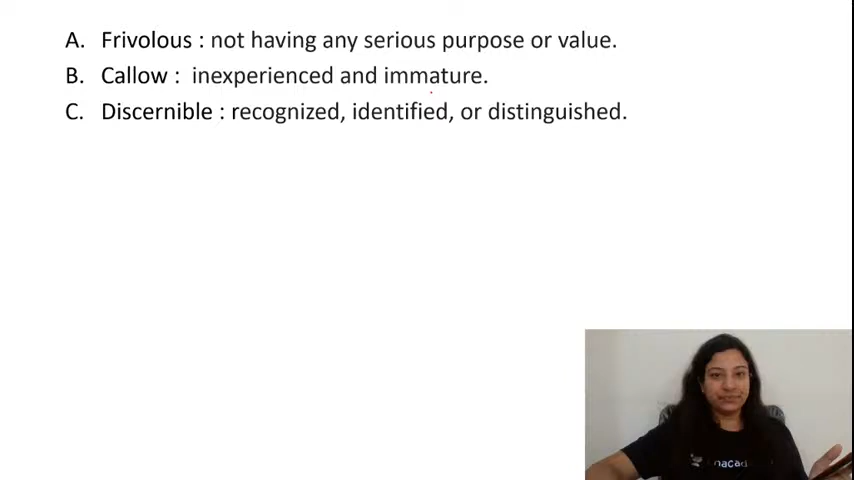 A. Frivolous : not having any serious purpose or value.
B. Callow : inexperienced and immature.
C. Discernible : recognized, identified, or distinguished.